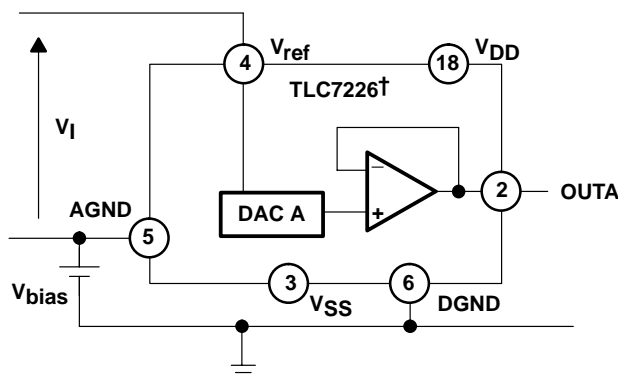 4
Vref
18
VDD
TLC7226†
VI
−
+
DAC A
2
OUTA
AGND
5
Vbias
3
VSS
6
DGND